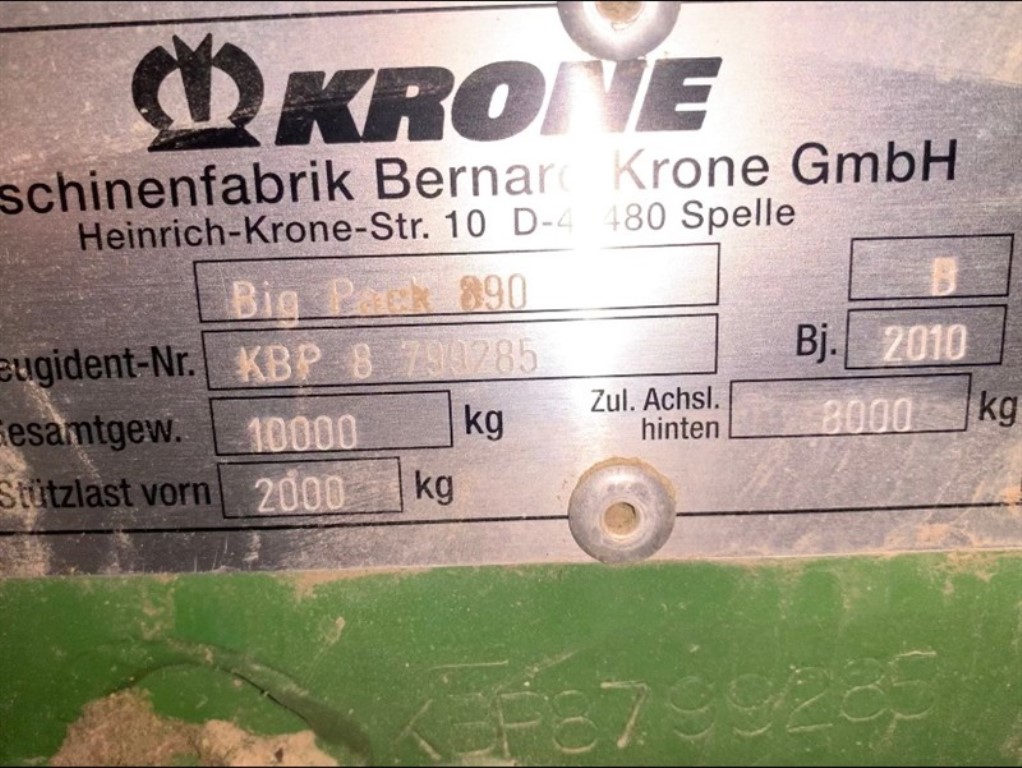 KRONE
schinenfabrik Bernard Krone GmbH
Heinrich-Krone-Str. 10 D-4 480 Spelle
Big Pack 890 B
eugident-Nr. KBP 8 799285 Bj. 2010
esamtgew. 10000 kg Zul. Achsl. hinten 8000 kg
Stützlast vorn 2000 kg
KBP8799285